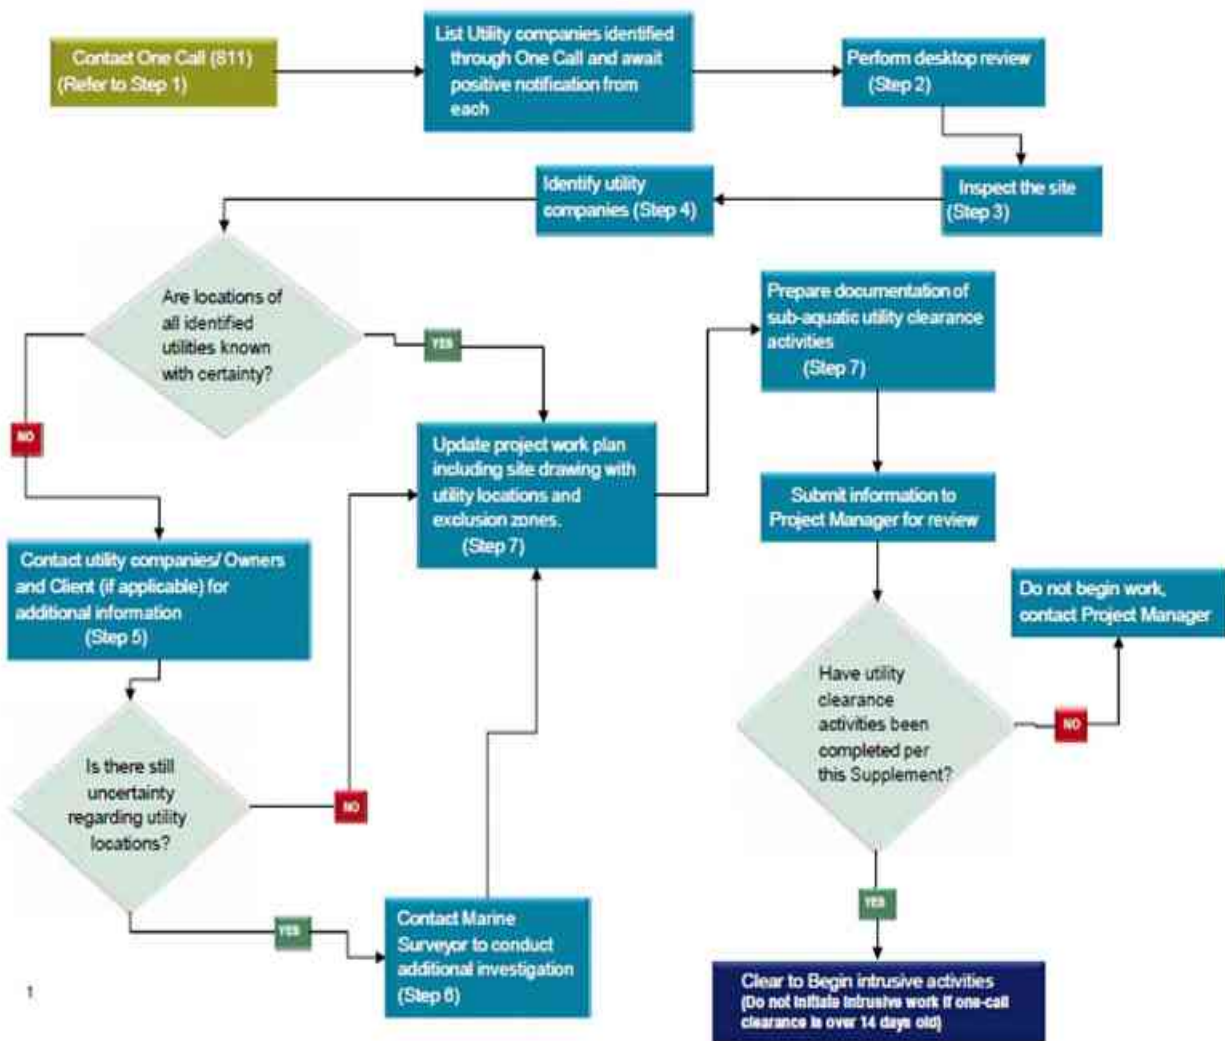 Contact One Call (811)
(Refer to Step 1)
List Utility companies identified
through One Call and await
positive notification from
each
Perform desktop review
(Step 2)
Inspect the site
(Step 3)
Identify utility
companies (Step 4)
Are locations of
all identified
utilities known
with certainty?
YES
NO
Prepare documentation of
sub-aquatic utility clearance
activities
(Step 7)
Update project work plan
including site drawing with
utility locations and
exclusion zones.
(Step 7)
Submit information to
Project Manager for review
Contact utility companies/ Owners
and Client (if applicable) for
additional information
(Step 5)
Do not begin work,
contact Project Manager
Have utility
clearance
activities been
completed per
this Supplement?
NO
Is there still
uncertainty
regarding utility
locations?
NO
YES
YES
Contact Marine
Surveyor to conduct
additional investigation
(Step 6)
Clear to Begin intrusive activities
(Do not initiate intrusive work if one-call
clearance is over 14 days old)
1